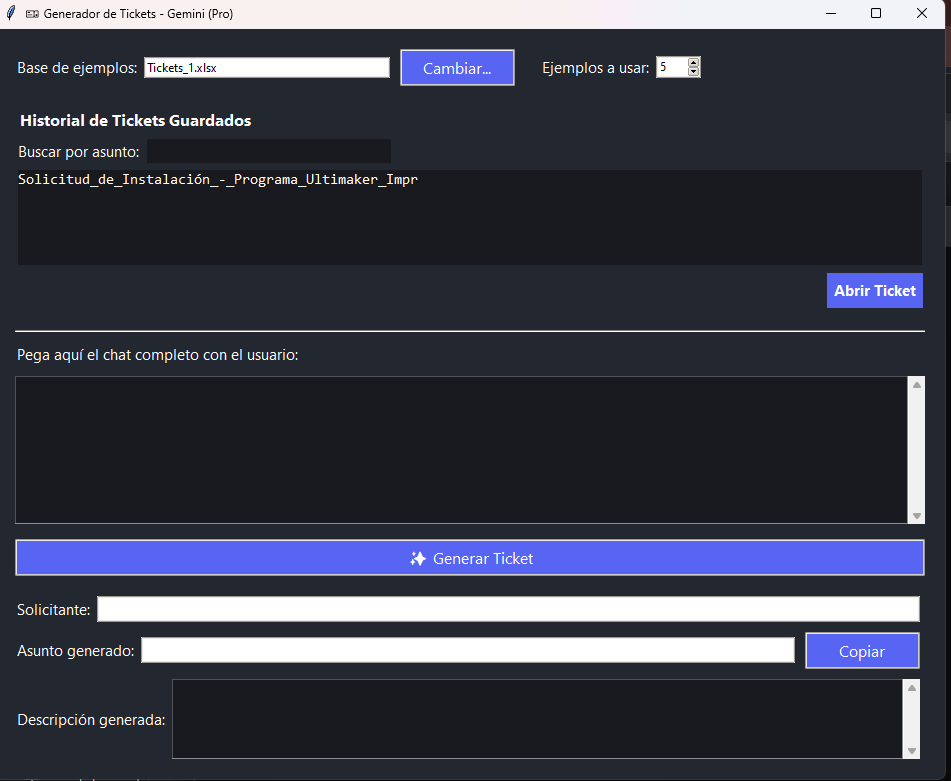 Generador de Tickets - Gemini (Pro)
Base de ejemplos: Tickets_1.xlsx Cambiar... Ejemplos a usar: 5
Historial de Tickets Guardados
Buscar por asunto:
Solicitud_de_Instalación_-_Programa_Ultimaker_Impr
Abrir Ticket
Pega aquí el chat completo con el usuario:
✨ Generar Ticket
Solicitante:
Asunto generado: Copiar
Descripción generada: